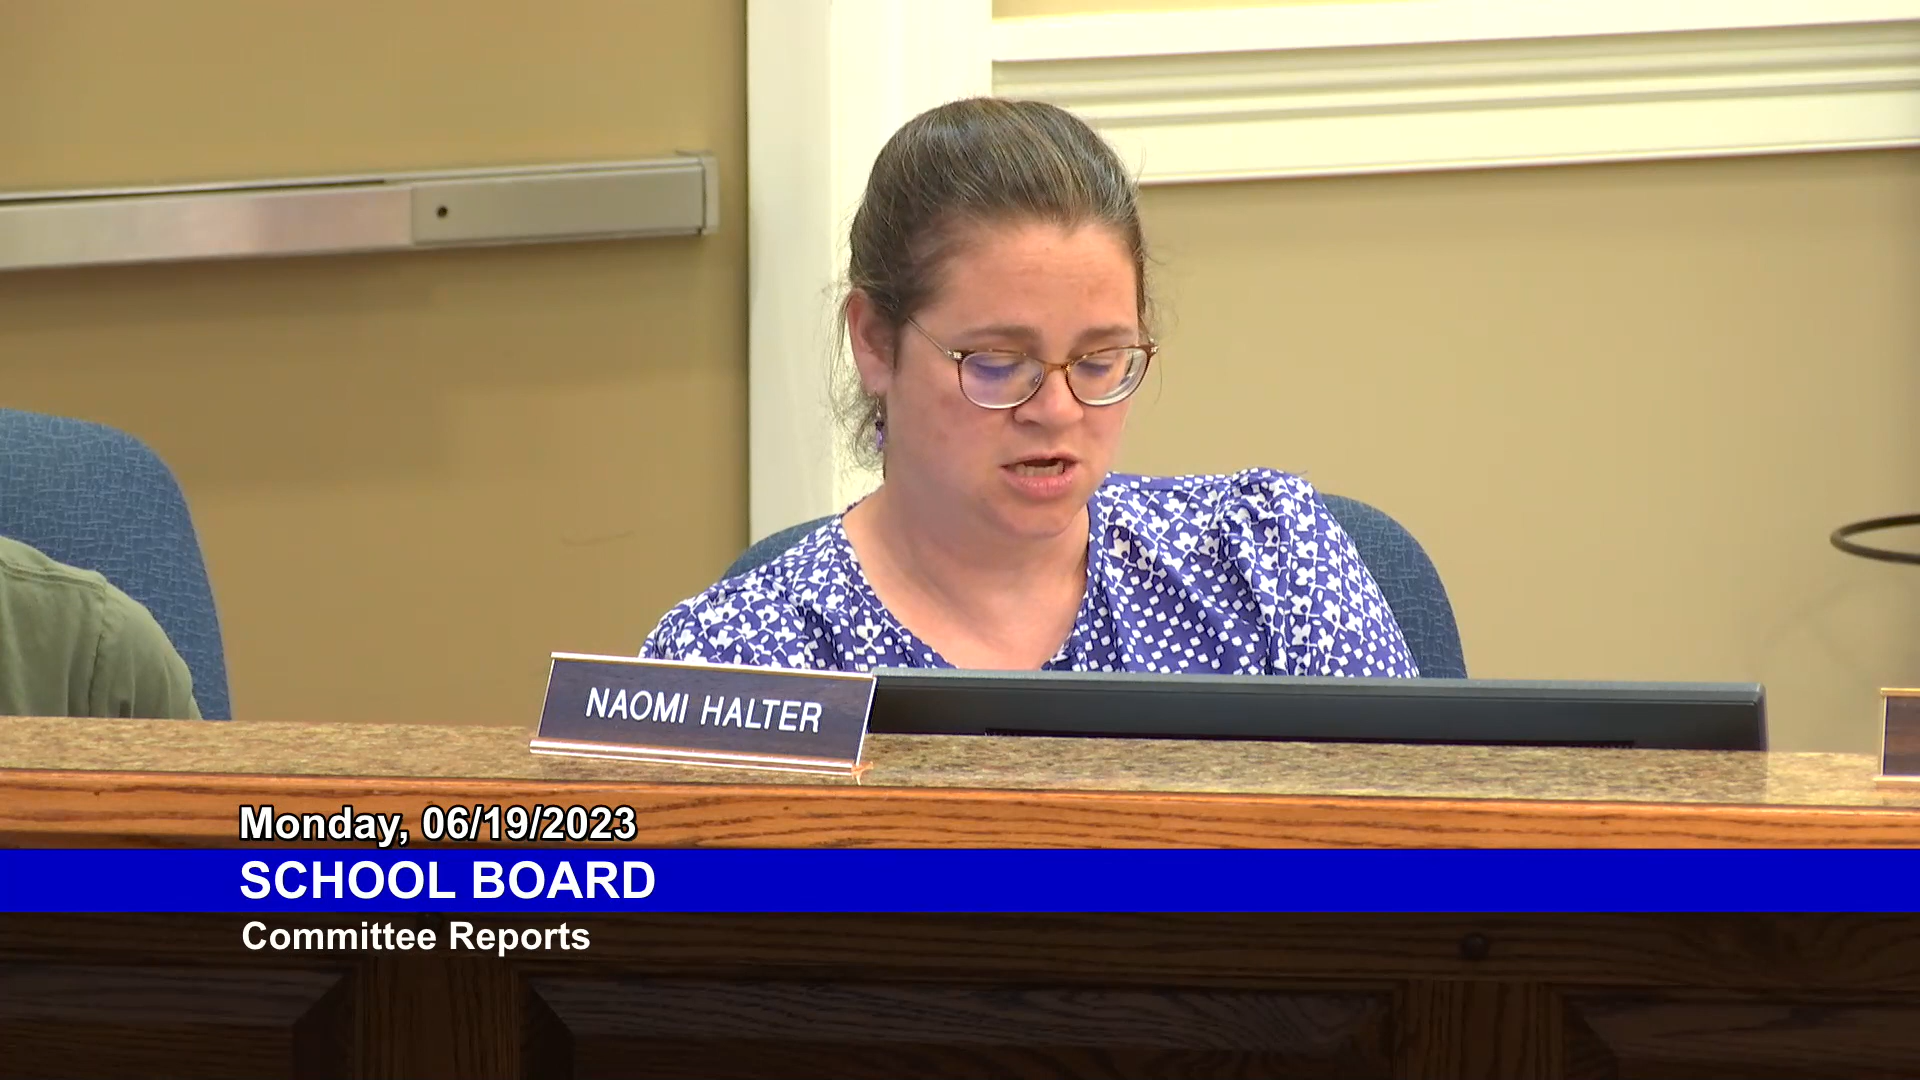 NAOMI HALTER
Monday, 06/19/2023
SCHOOL BOARD
Committee Reports